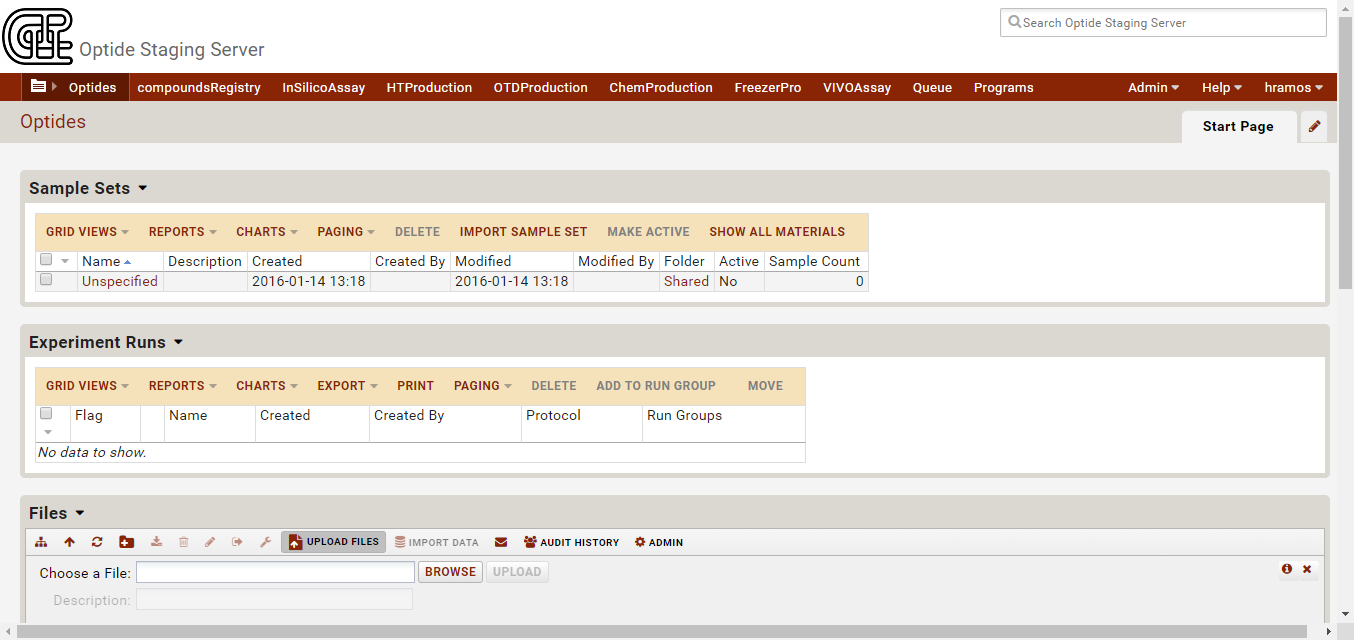 Optide Staging Server
Search Optide Staging Server
Optides compoundsRegistry InSilicoAssay HTProduction OTDProduction ChemProduction FreezerPro VIVOAssay Queue Programs Admin Help hramos
Optides
Start Page
Sample Sets
GRID VIEWS REPORTS CHARTS PAGING DELETE IMPORT SAMPLE SET MAKE ACTIVE SHOW ALL MATERIALS
Name Description Created Created By Modified Modified By Folder Active Sample Count
Unspecified 2016-01-14 13:18 2016-01-14 13:18 Shared No 0
Experiment Runs
GRID VIEWS REPORTS CHARTS EXPORT PRINT PAGING DELETE ADD TO RUN GROUP MOVE
Flag Name Created Created By Protocol Run Groups
No data to show.
Files
UPLOAD FILES IMPORT DATA AUDIT HISTORY ADMIN
Choose a File: BROWSE UPLOAD
Description: